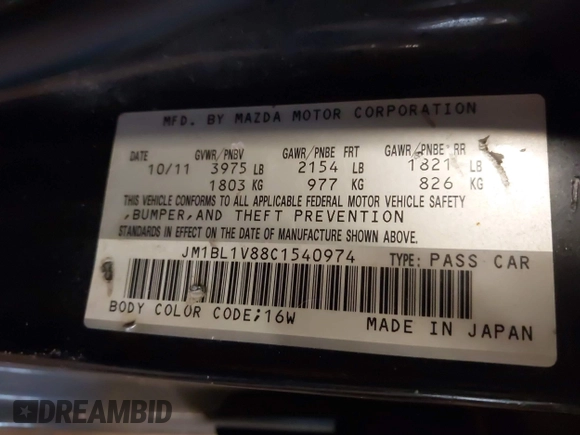 MFD. BY MAZDA MOTOR CORPORATION
DATE GVWR/PNBV GAWR/PNBE FRT GAWR/PNBE RR
10/11 3975 LB 2154 LB 1821 LB
1803 KG 977 KG 826 KG
THIS VEHICLE CONFORMS TO ALL APPLICABLE FEDERAL MOTOR VEHICLE SAFETY
,BUMPER,AND THEFT PREVENTION
STANDARDS IN EFFECT ON THE DATE OF MANUFACTURE SHOWN ABOVE.
JM1BL1V88C1540974 TYPE: PASS CAR
BODY COLOR CODE;16W MADE IN JAPAN
DREAMBID